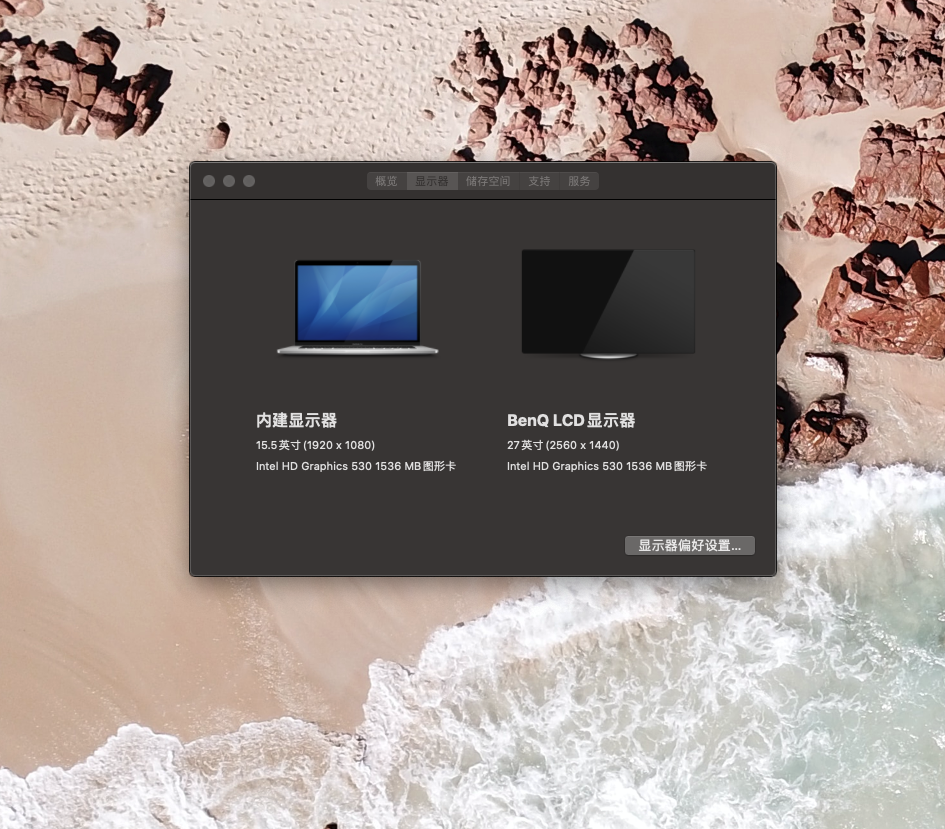 概览 显示器 储存空间 支持 服务
内建显示器
15.5英寸 (1920 x 1080)
Intel HD Graphics 530 1536 MB图形卡
BenQ LCD显示器
27英寸 (2560 x 1440)
Intel HD Graphics 530 1536 MB图形卡
显示器偏好设置...